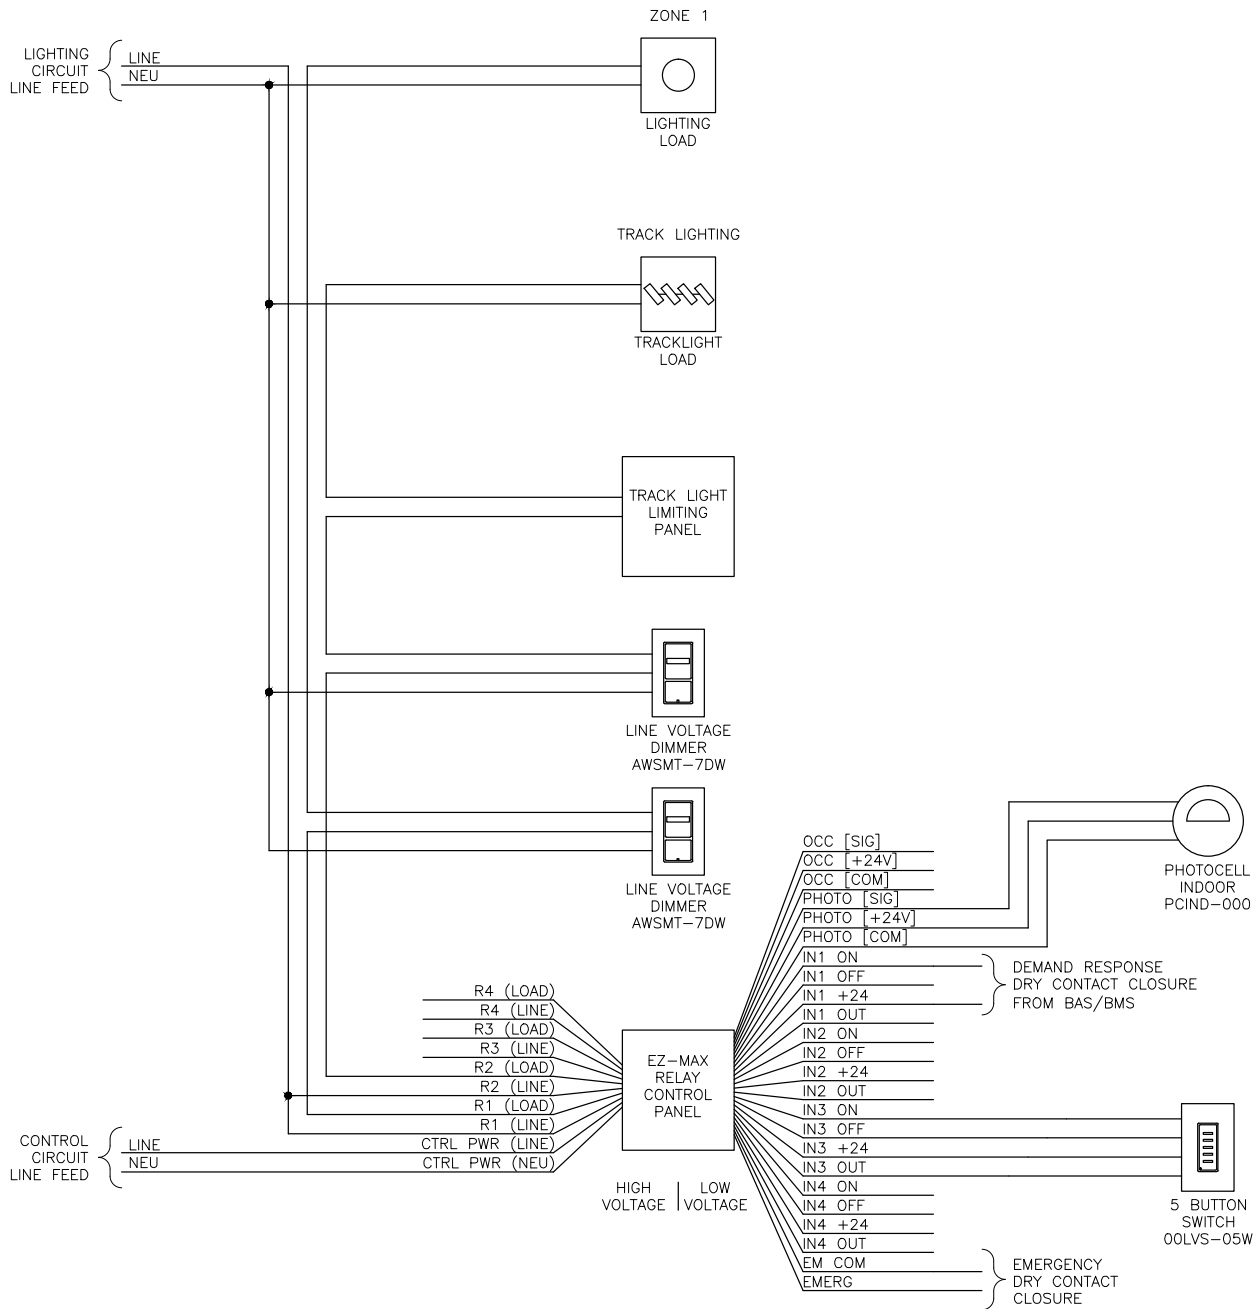 ZONE 1
LIGHTING
CIRCUIT
LINE FEED
LINE
NEU
LIGHTING
LOAD
TRACK LIGHTING
TRACKLIGHT
LOAD
TRACK LIGHT
LIMITING
PANEL
LINE VOLTAGE
DIMMER
AWSMT-7DW
LINE VOLTAGE
DIMMER
AWSMT-7DW
PHOTOCELL
INDOOR
PCIND-000
OCC [SIG]
OCC [+24V]
OCC [COM]
PHOTO [SIG]
PHOTO [+24V]
PHOTO [COM]
IN1 ON
IN1 OFF
IN1 +24
IN1 OUT
IN2 ON
IN2 OFF
IN2 +24
IN2 OUT
IN3 ON
IN3 OFF
IN3 +24
IN3 OUT
IN4 ON
IN4 OFF
IN4 +24
IN4 OUT
EM COM
EMERG
DEMAND RESPONSE
DRY CONTACT CLOSURE
FROM BAS/BMS
R4 (LOAD)
R4 (LINE)
R3 (LOAD)
R3 (LINE)
R2 (LOAD)
R2 (LINE)
R1 (LOAD)
R1 (LINE)
CTRL PWR (LINE)
CTRL PWR (NEU)
EZ-MAX
RELAY
CONTROL
PANEL
CONTROL
CIRCUIT
LINE FEED
LINE
NEU
HIGH
VOLTAGE
LOW
VOLTAGE
5 BUTTON
SWITCH
00LVS-05W
EMERGENCY
DRY CONTACT
CLOSURE